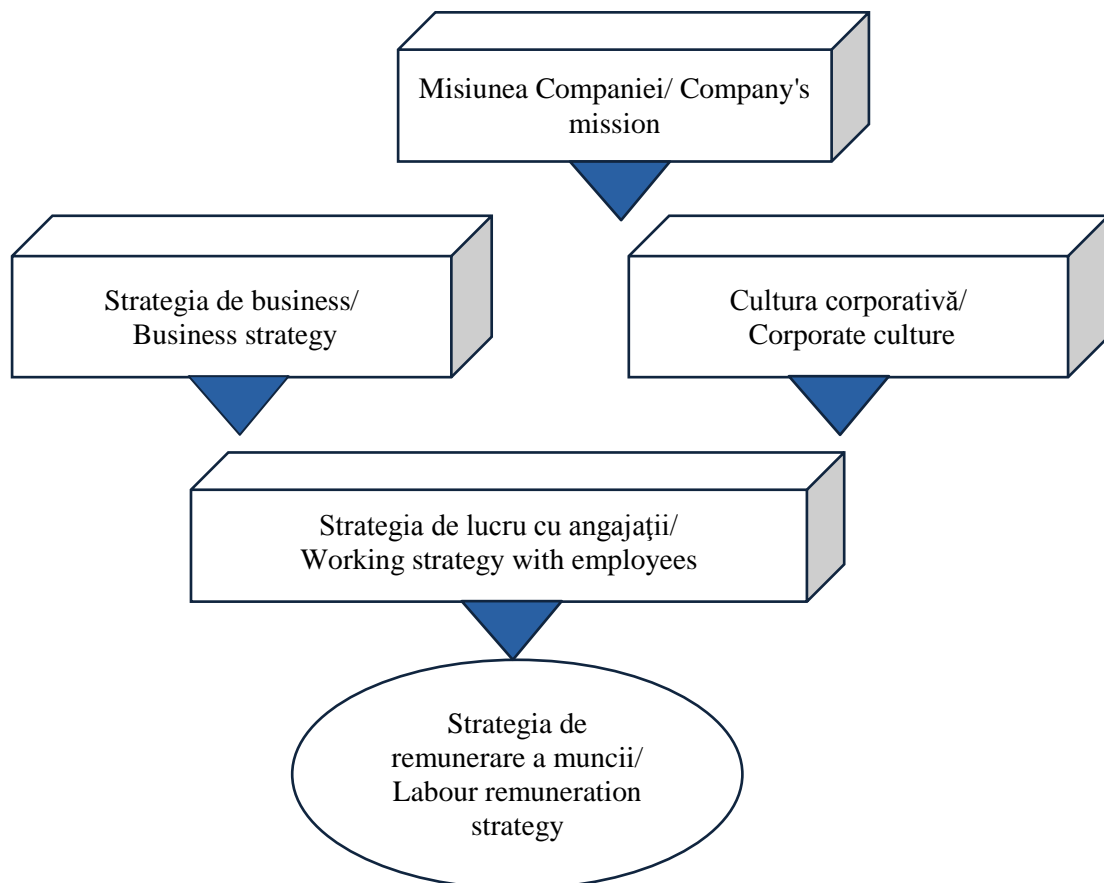 Misiunea Companiei/ Company's
mission
Strategia de business/
Business strategy
Cultura corporativă/
Corporate culture
Strategia de lucru cu angajaţii/
Working strategy with employees
Strategia de
remunerare a muncii/
Labour remuneration
strategy